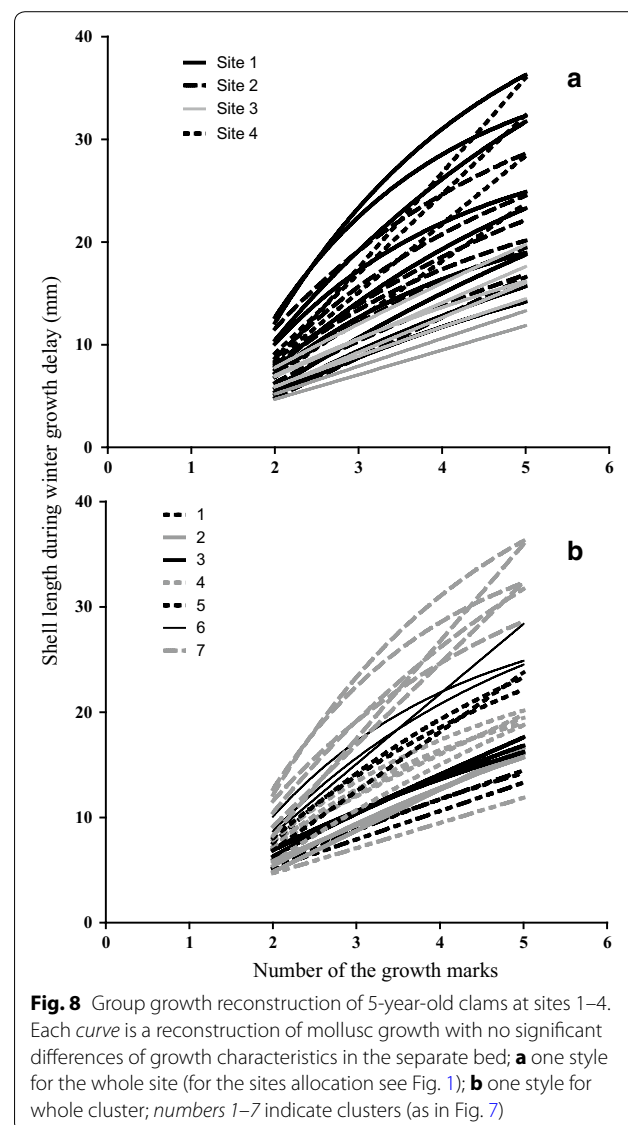 40
Site 1
a
Site 2
Site 3
Site 4
30
20
10
0
0 1 2 3 4 5 6
Shell length during winter growth delay (mm)
40
1
b
2
3
4
5
6
7
30
20
10
0
0 1 2 3 4 5 6
Number of the growth marks
Fig. 8 Group growth reconstruction of 5-year-old clams at sites 1–4.
Each curve is a reconstruction of mollusc growth with no significant
differences of growth characteristics in the separate bed; a one style
for the whole site (for the sites allocation see Fig. 1); b one style for
whole cluster; numbers 1–7 indicate clusters (as in Fig. 7)